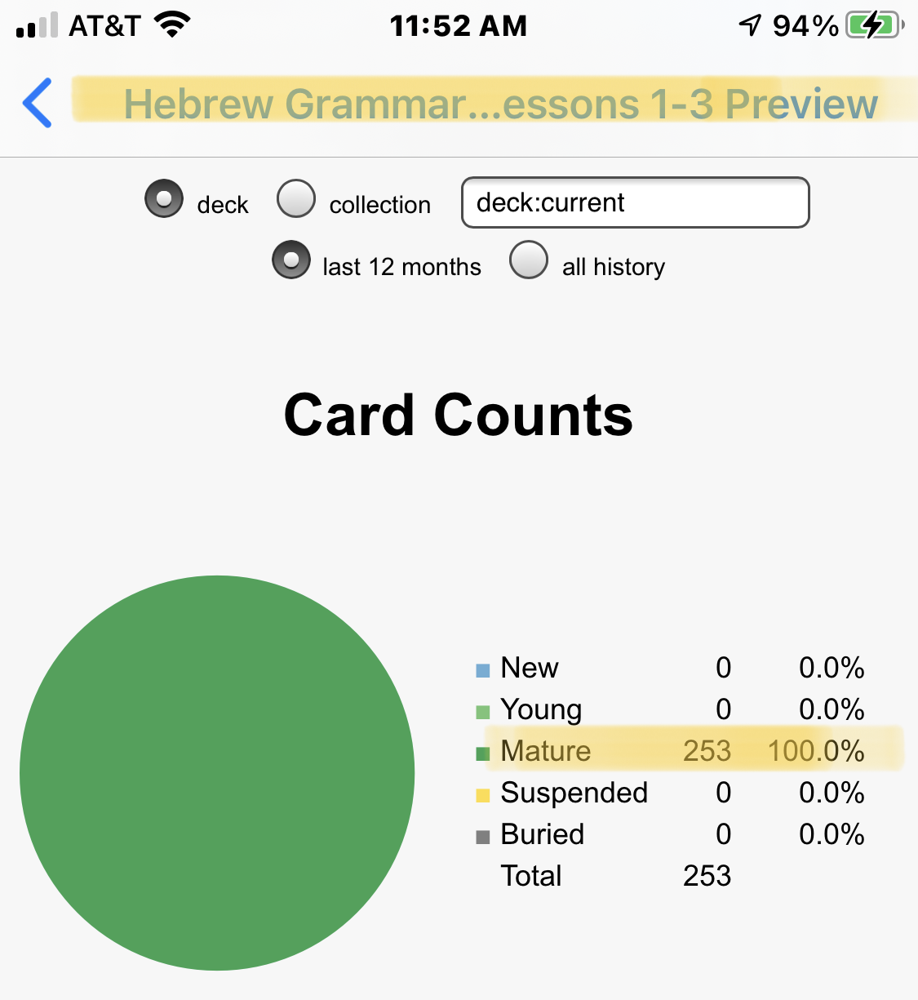 AT&T 11:52 AM 94%
Hebrew Grammar...essons 1-3 Preview
deck collection deck:current
last 12 months all history
Card Counts
New 0 0.0%
Young 0 0.0%
Mature 253 100.0%
Suspended 0 0.0%
Buried 0 0.0%
Total 253